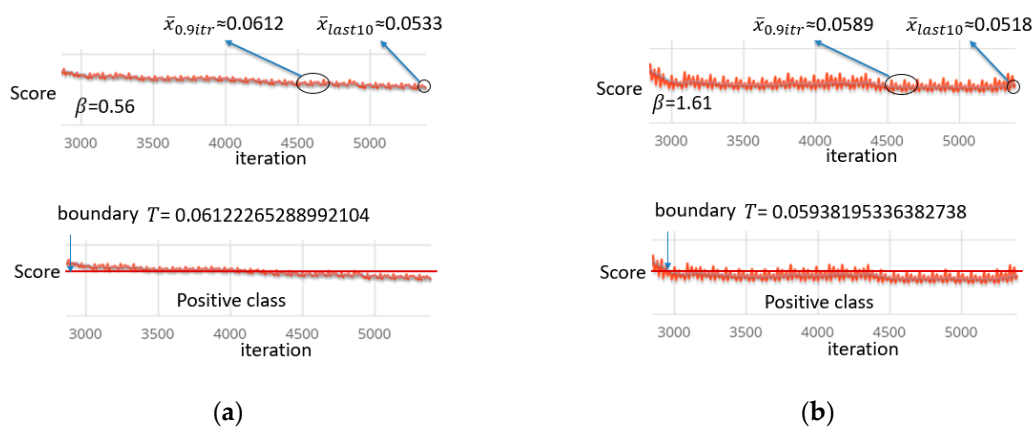 x̄0.9itr≈0.0612 x̄last10≈0.0533
Score
β=0.56
3000 3500 4000 4500 5000
iteration
boundary T= 0.06122265288992104
Score
Positive class
3000 3500 4000 4500 5000
iteration
(a)
x̄0.9itr≈0.0589 x̄last10≈0.0518
Score
β=1.61
3000 3500 4000 4500 5000
iteration
boundary T= 0.05938195336382738
Score
Positive class
3000 3500 4000 4500 5000
iteration
(b)